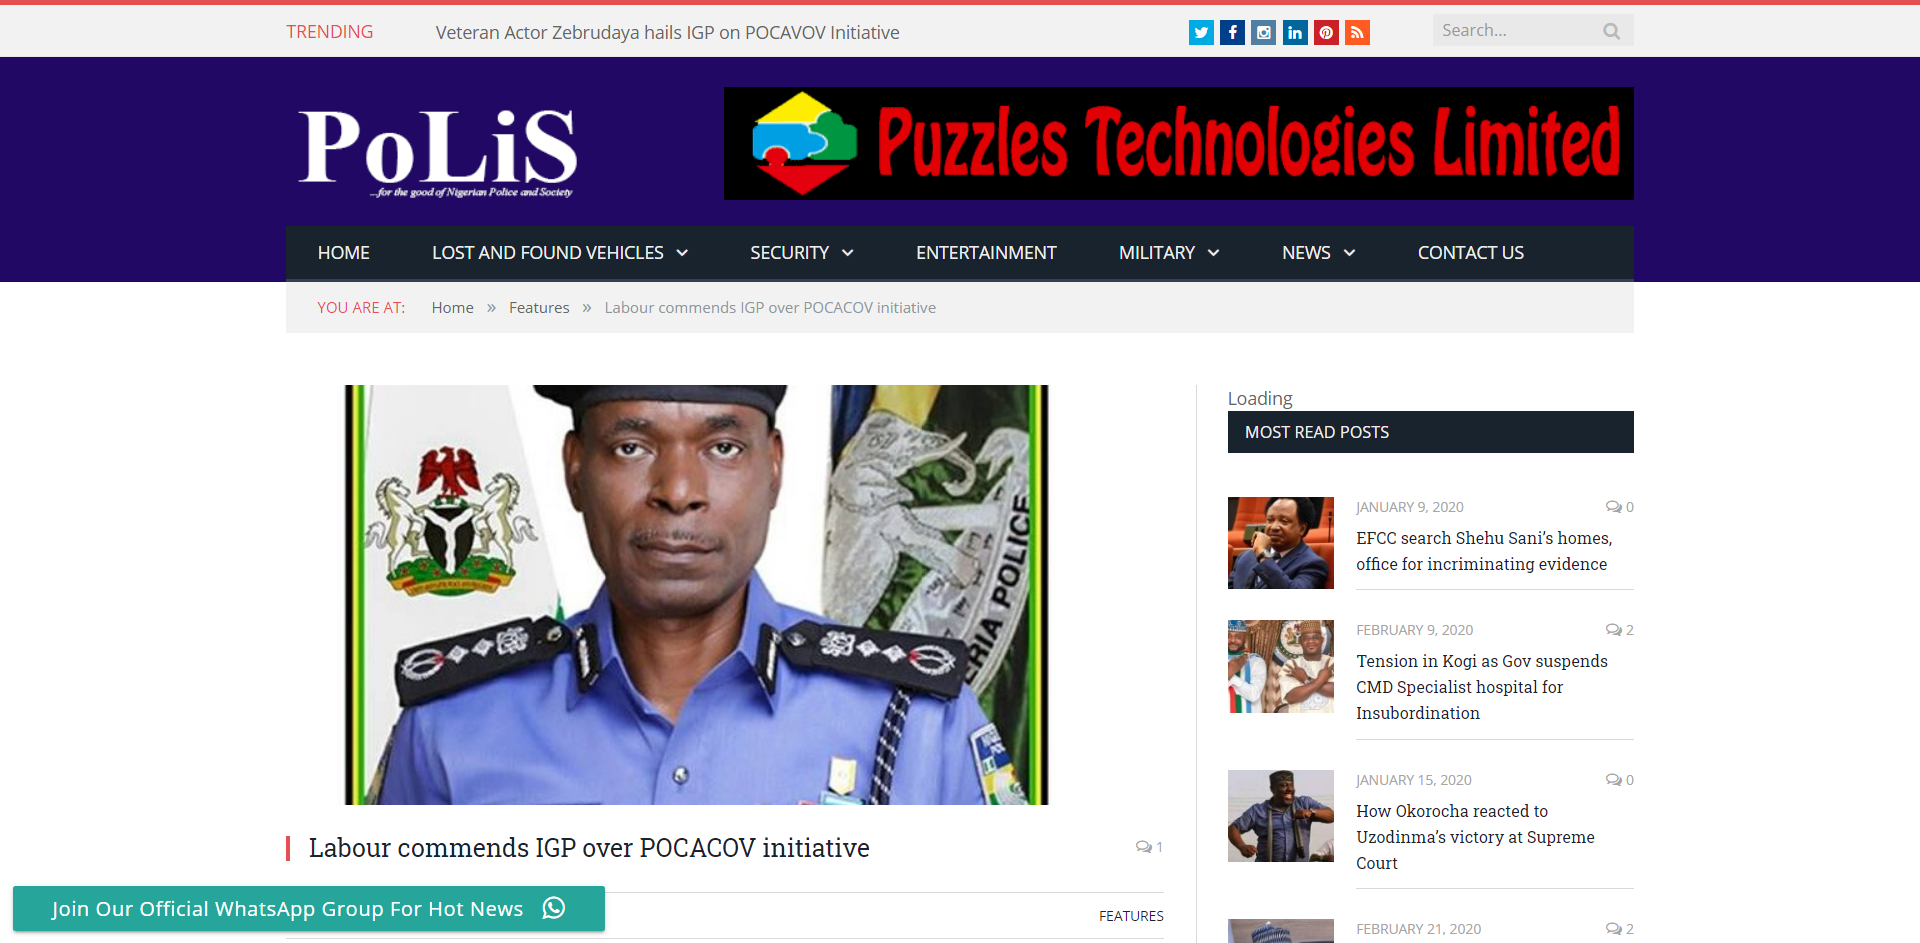 TRENDING
Veteran Actor Zebrudaya hails IGP on POCAVOV Initiative
Search...
PoLiS
...for the good of Nigerian Police and Society
Puzzles Technologies Limited
HOME
LOST AND FOUND VEHICLES
SECURITY
ENTERTAINMENT
MILITARY
NEWS
CONTACT US
YOU ARE AT: Home » Features » Labour commends IGP over POCACOV initiative
RIA POLICE
Labour commends IGP over POCACOV initiative
1
FEATURES
Join Our Official WhatsApp Group For Hot News
Loading
MOST READ POSTS
JANUARY 9, 2020
0
EFCC search Shehu Sani’s homes,
office for incriminating evidence
FEBRUARY 9, 2020
2
Tension in Kogi as Gov suspends
CMD Specialist hospital for
Insubordination
JANUARY 15, 2020
0
How Okorocha reacted to
Uzodinma’s victory at Supreme
Court
FEBRUARY 21, 2020
2